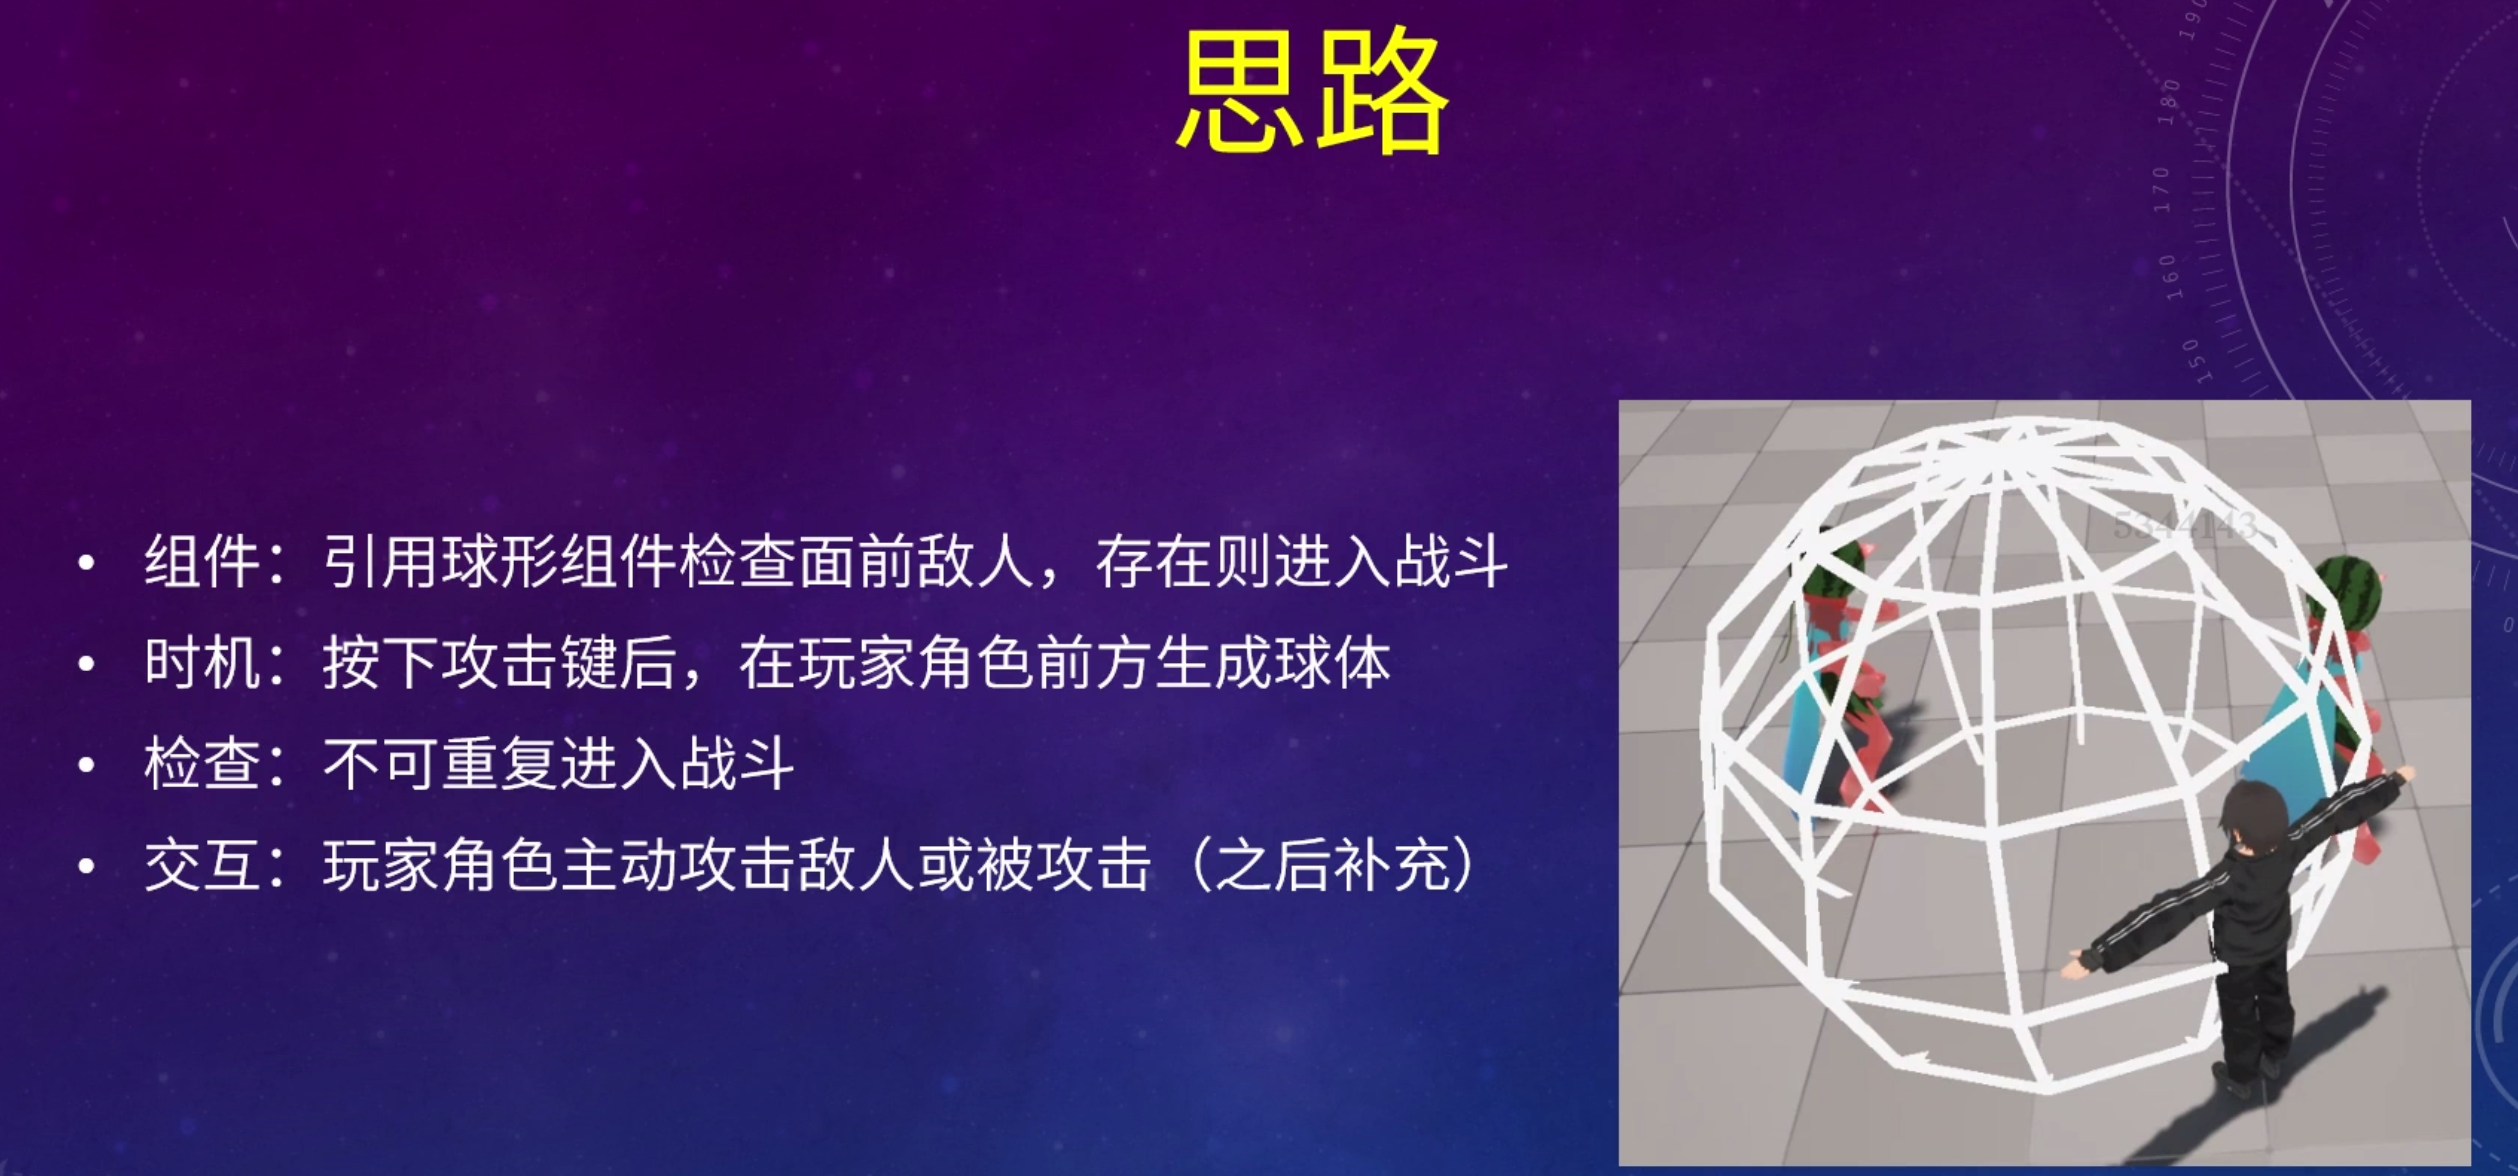 思路
• 组件：引用球形组件检查面前敌人，存在则进入战斗
• 时机：按下攻击键后，在玩家角色前方生成球体
• 检查：不可重复进入战斗
• 交互：玩家角色主动攻击敌人或被攻击（之后补充）
5344143
190
180
170
160
150